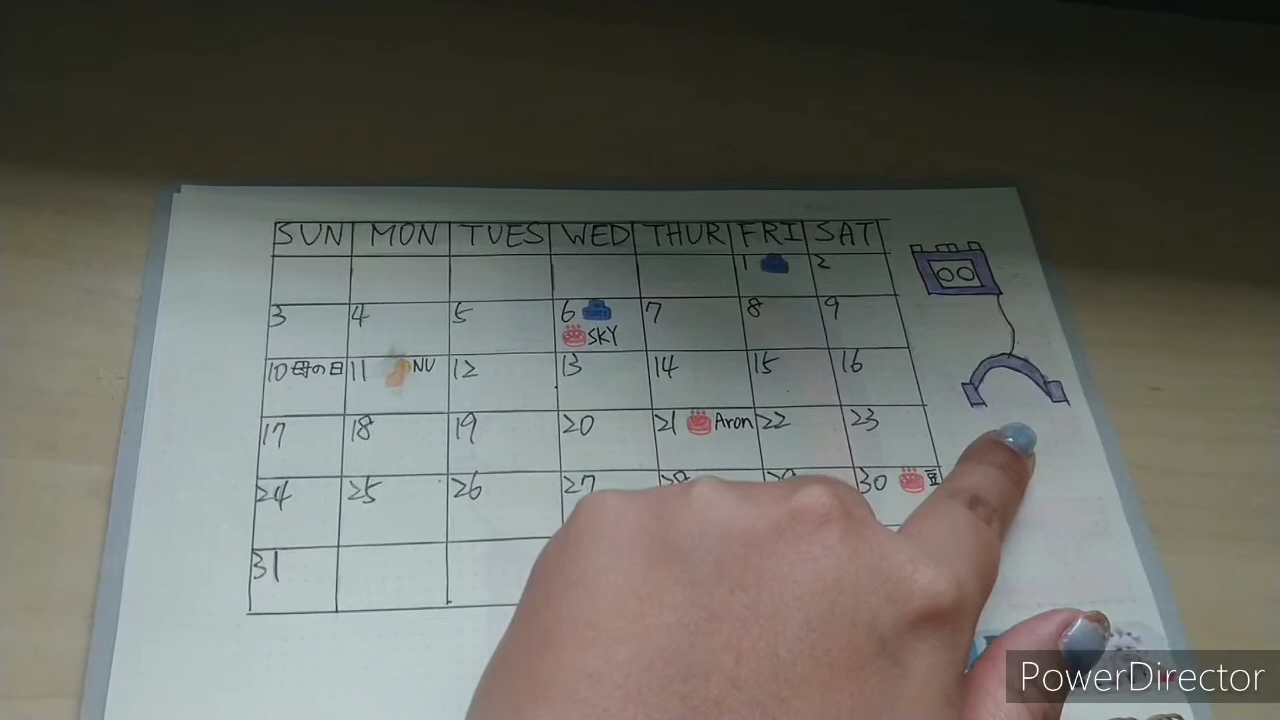 SUN MON TUES WED THUR FRI SAT
1 2
3 4 5 6 7 8 9
SKY
10 母の日 11 NU 12 13 14 15 16
17 18 19 20 21 Aron 22 23
24 25 26 27 30 豆
31
PowerDirector